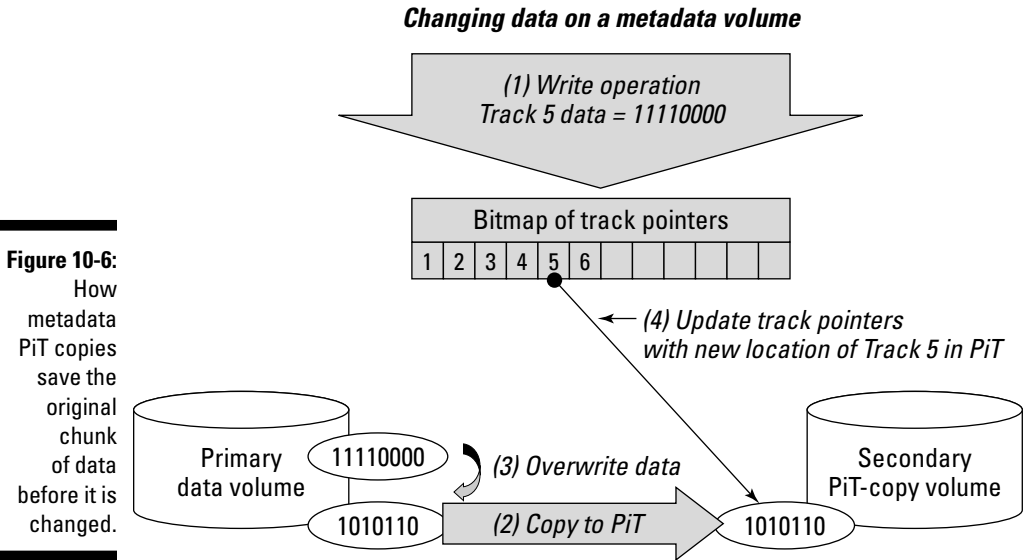 Changing data on a metadata volume
(1) Write operation
Track 5 data = 11110000
Bitmap of track pointers
1 2 3 4 5 6
Figure 10-6:
How
metadata
PiT copies
save the
original
chunk
of data
before it is
changed.
(4) Update track pointers
with new location of Track 5 in PiT
Primary
data volume
11110000
(3) Overwrite data
1010110
(2) Copy to PiT
1010110
Secondary
PiT-copy volume